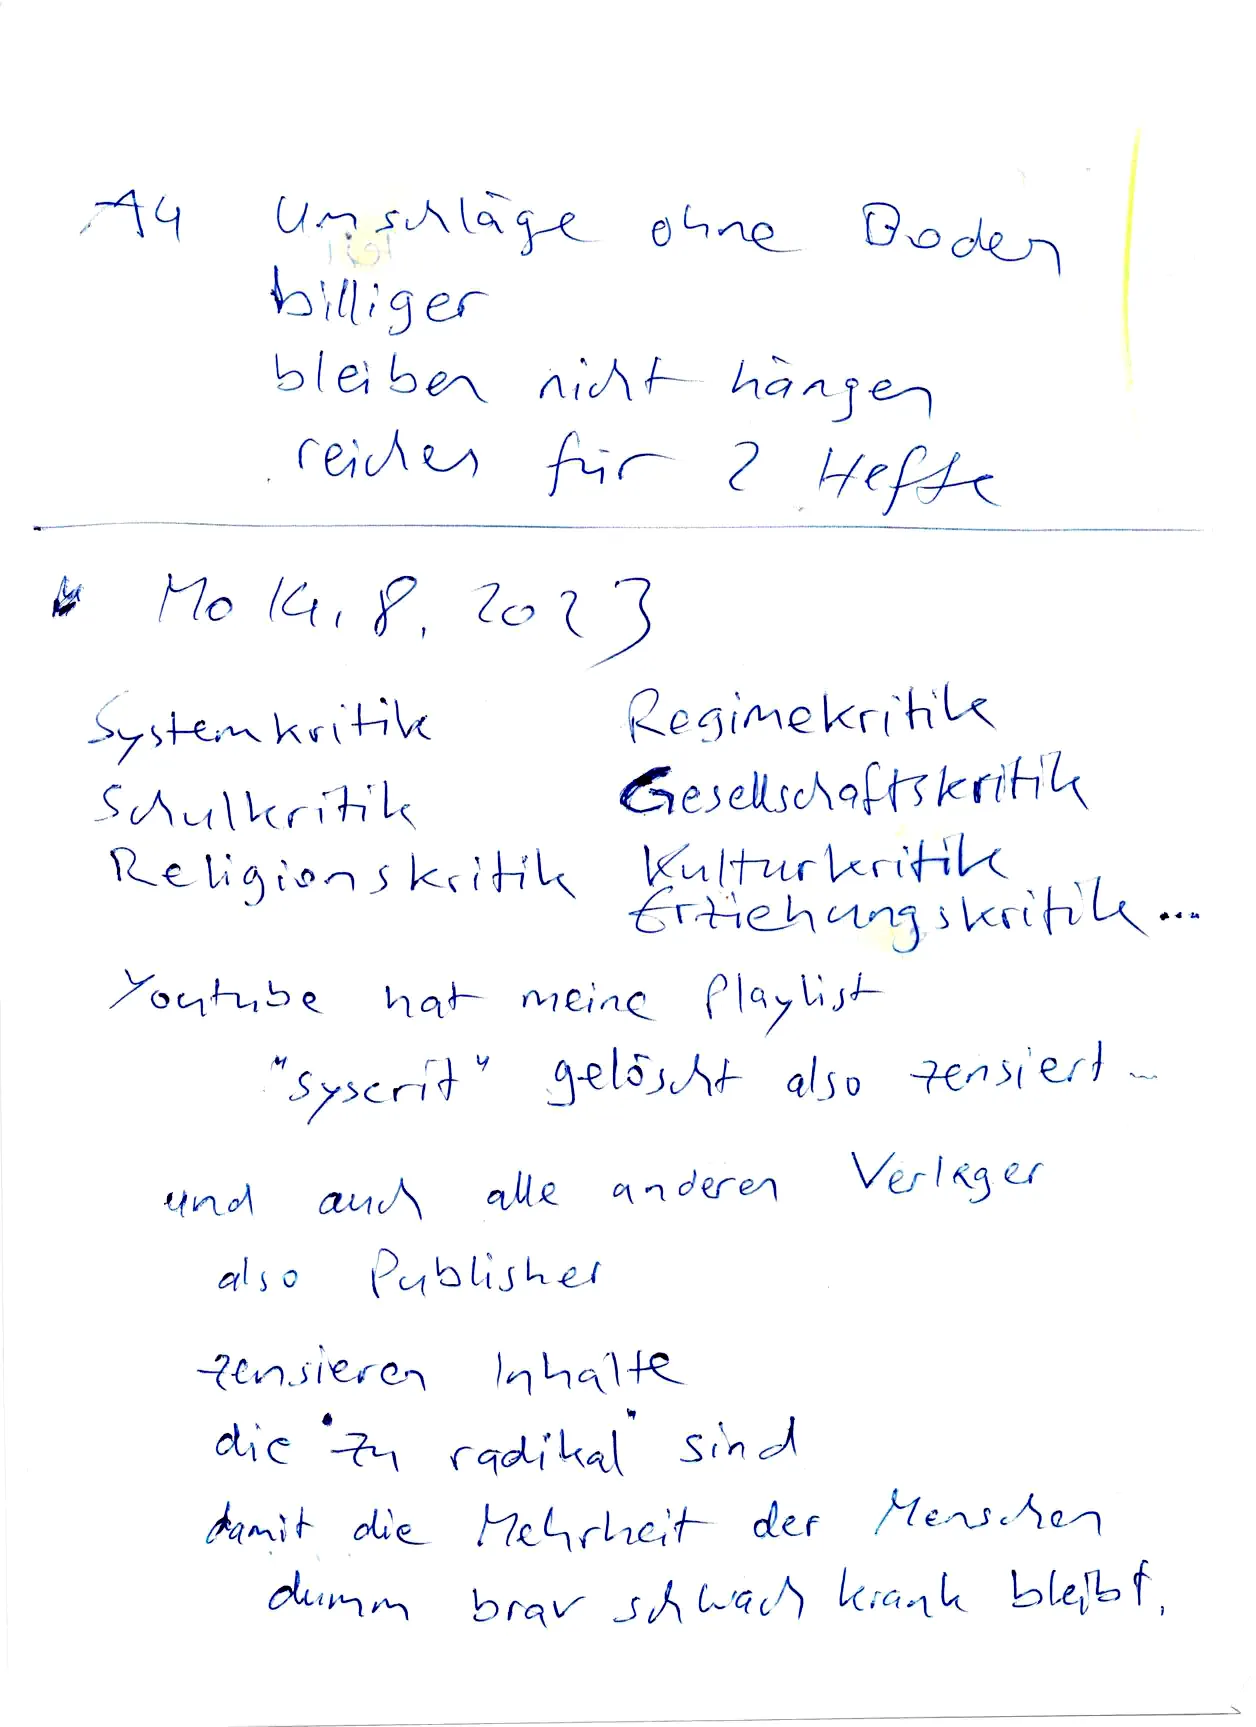 A4 Umschläge ohne Boden
billiger
bleiben nicht hängen
reichen für 2 Hefte
Mo 14.8.2023
Systemkritik
Schulkritik
Religionskritik
Regimekritik
Gesellschaftskritik
Kulturkritik
Erziehungskritik...
Youtube hat meine Playlist
"syscrit" gelöscht also zensiert...
und auch alle anderen Verleger
also Publisher
zensieren Inhalte
die "zu radikal" sind
damit die Mehrheit der Menschen
dumm brav schwach krank bleibt.